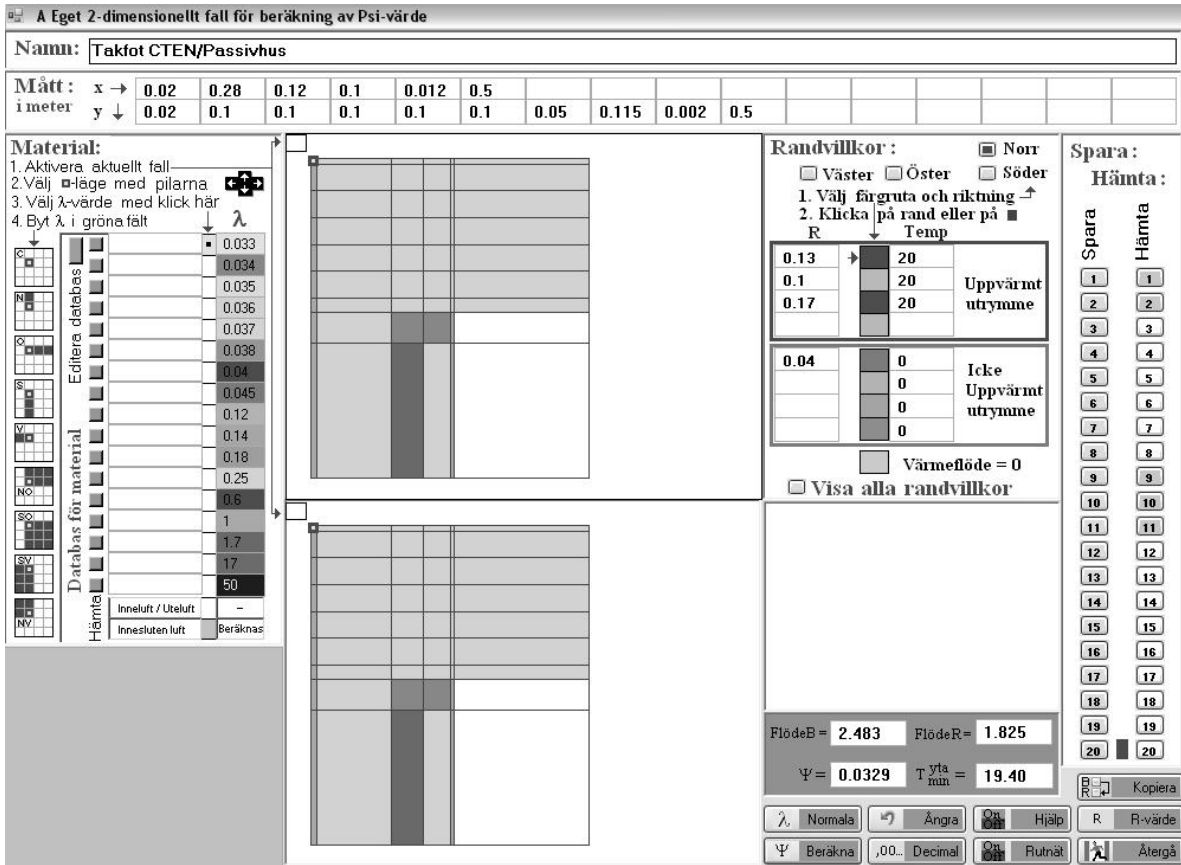 A Eget 2-dimensionellt fall för beräkning av Psi-värde
Namn: Takfot CTEN/Passivhus
Mått: x → 0.02 0.28 0.12 0.1 0.012 0.5
i meter y ↓ 0.02 0.1 0.1 0.1 0.1 0.1 0.05 0.115 0.002 0.5
Material:
1. Aktivera aktuellt fall
2. Välj -läge med pilarna
3. Välj λ-värde med klick här
4. Byt λ i gröna fält
λ
C
N
O
S
V
NO
SO
SV
NV
Editera databas
Databas för material
Hämta
0.033
0.034
0.035
0.036
0.037
0.038
0.04
0.045
0.12
0.14
0.18
0.25
0.6
1
1.7
17
50
Inneluft / Uteluft -
Innesluten luft Beräknas
Randvillkor: Norr
Väster Öster Söder
1. Välj färgruta och riktning
2. Klicka på rand eller på
R Temp
0.13 20
0.1 20
0.17 20
Uppvärmt
utrymme
0.04 0
0
0
0
Icke
Uppvärmt
utrymme
Värmeflöde = 0
Visa alla randvillkor
FlödeB = 2.483 FlödeR = 1.825
Ψ = 0.0329 T yta min = 19.40
λ Normala Ångra On Off Hjälp
Ψ Beräkna ,00... Decimal On Off Rutnät
Spara:
Hämta:
Spara Hämta
1 1
2 2
3 3
4 4
5 5
6 6
7 7
8 8
9 9
10 10
11 11
12 12
13 13
14 14
15 15
16 16
17 17
18 18
19 19
20 20
B R Kopiera
R R-värde
Återgå